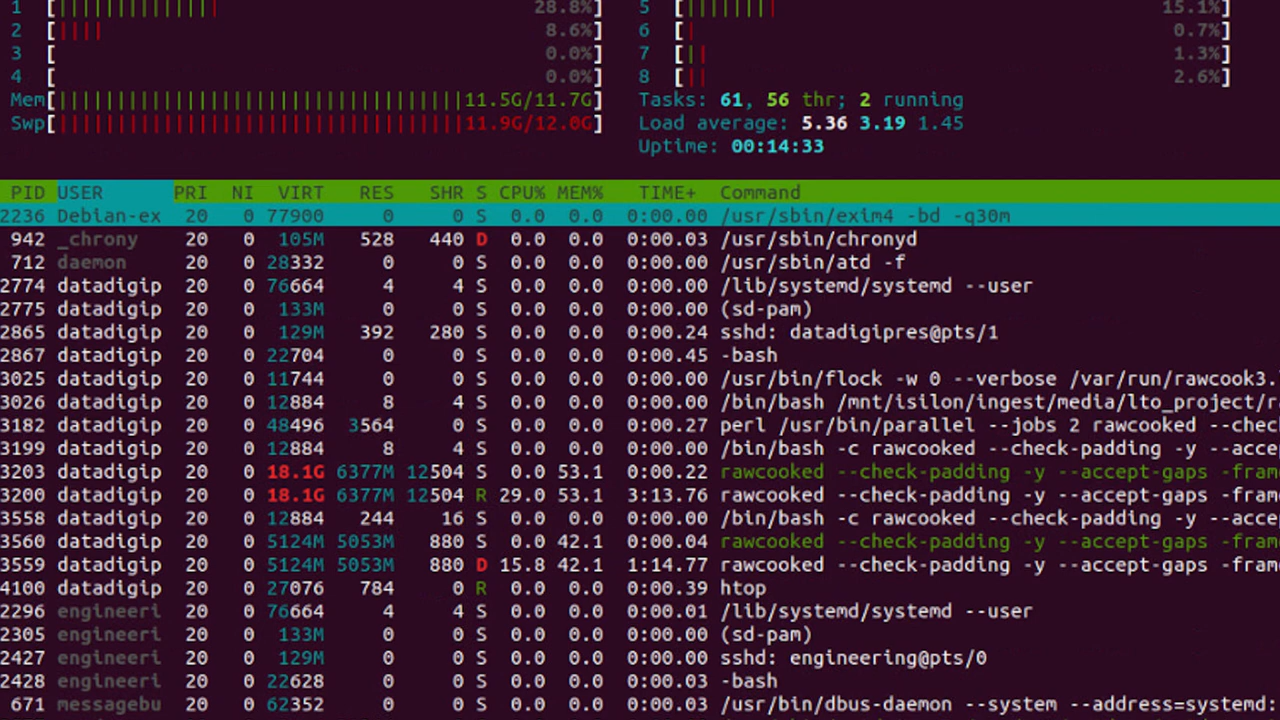 1 [||||||||||||||28.8%] 5 [||||||||15.1%]
2 [||||8.6%] 6 [|0.7%]
3 [0.0%] 7 [||1.3%]
4 [0.0%] 8 [||2.6%]
Mem[|||||||||||||||||||||||||||||||||||11.5G/11.7G] Tasks: 61, 56 thr; 2 running
Swp[|||||||||||||||||||||||||||||||||||11.9G/12.0G] Load average: 5.36 3.19 1.45
Uptime: 00:14:33
PID USER PRI NI VIRT RES SHR S CPU% MEM% TIME+ Command
2236 Debian-ex 20 0 77900 0 0 S 0.0 0.0 0:00.00 /usr/sbin/exim4 -bd -q30m
942 _chrony 20 0 105M 528 440 D 0.0 0.0 0:00.03 /usr/sbin/chronyd
712 daemon 20 0 28332 0 0 S 0.0 0.0 0:00.00 /usr/sbin/atd -f
2774 datadigip 20 0 76664 4 4 S 0.0 0.0 0:00.00 /lib/systemd/systemd --user
2775 datadigip 20 0 133M 0 0 S 0.0 0.0 0:00.00 (sd-pam)
2865 datadigip 20 0 129M 392 280 S 0.0 0.0 0:00.24 sshd: datadigipres@pts/1
2867 datadigip 20 0 22704 0 0 S 0.0 0.0 0:00.45 -bash
3025 datadigip 20 0 11744 0 0 S 0.0 0.0 0:00.00 /usr/bin/flock -w 0 --verbose /var/run/rawcook3.
3026 datadigip 20 0 12884 8 4 S 0.0 0.0 0:00.00 /bin/bash /mnt/isilon/ingest/media/lto_project/r
3182 datadigip 20 0 48496 3564 0 S 0.0 0.0 0:00.27 perl /usr/bin/parallel --jobs 2 rawcooked --chec
3199 datadigip 20 0 12884 8 4 S 0.0 0.0 0:00.00 /bin/bash -c rawcooked --check-padding -y --acce
3203 datadigip 20 0 18.1G 6377M 12504 S 0.0 53.1 0:00.22 rawcooked --check-padding -y --accept-gaps -fram
3200 datadigip 20 0 18.1G 6377M 12504 R 29.0 53.1 3:13.76 rawcooked --check-padding -y --accept-gaps -fram
3558 datadigip 20 0 12884 244 16 S 0.0 0.0 0:00.00 /bin/bash -c rawcooked --check-padding -y --acce
3560 datadigip 20 0 5124M 5053M 880 S 0.0 42.1 0:00.04 rawcooked --check-padding -y --accept-gaps -fram
3559 datadigip 20 0 5124M 5053M 880 D 15.8 42.1 1:14.77 rawcooked --check-padding -y --accept-gaps -fram
4100 datadigip 20 0 27076 784 0 R 0.0 0.0 0:00.39 htop
2296 engineeri 20 0 76664 4 4 S 0.0 0.0 0:00.01 /lib/systemd/systemd --user
2305 engineeri 20 0 133M 0 0 S 0.0 0.0 0:00.00 (sd-pam)
2427 engineeri 20 0 129M 0 0 S 0.0 0.0 0:00.00 sshd: engineering@pts/0
2428 engineeri 20 0 22628 0 0 S 0.0 0.0 0:00.03 -bash
671 messagebu 20 0 62352 0 0 S 0.0 0.0 0:00.03 /usr/bin/dbus-daemon --system --address=systemd: